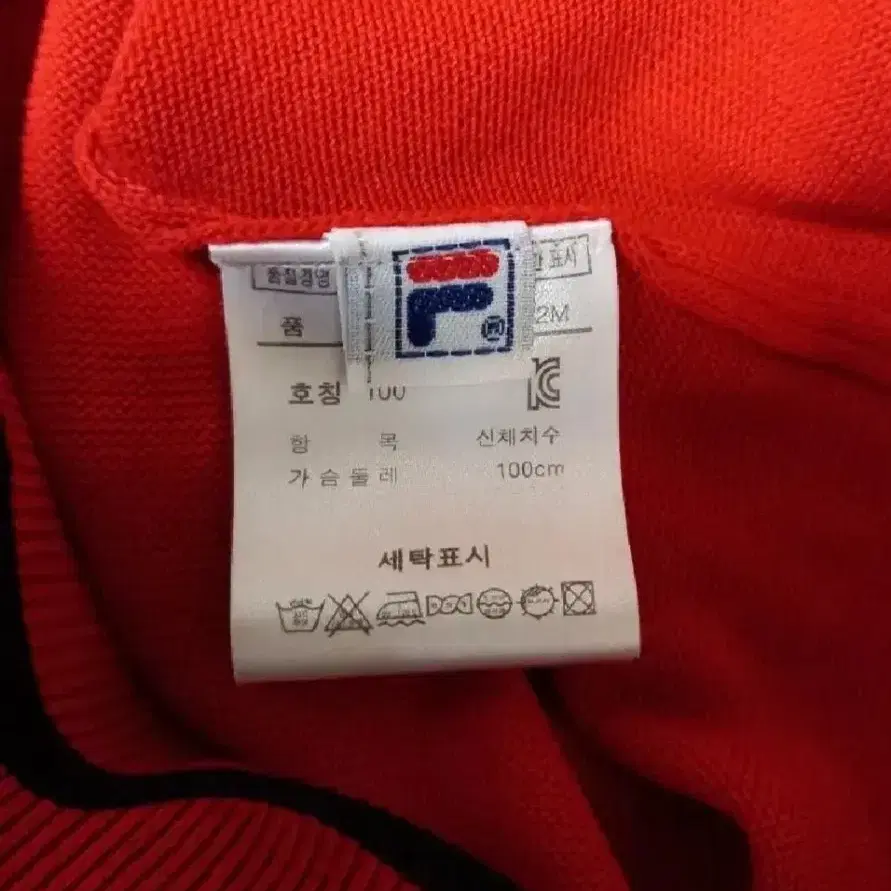 품질경영
한 표시
품 2M
호칭 100
항 목 신체치수
가슴둘레 100cm
세탁표시